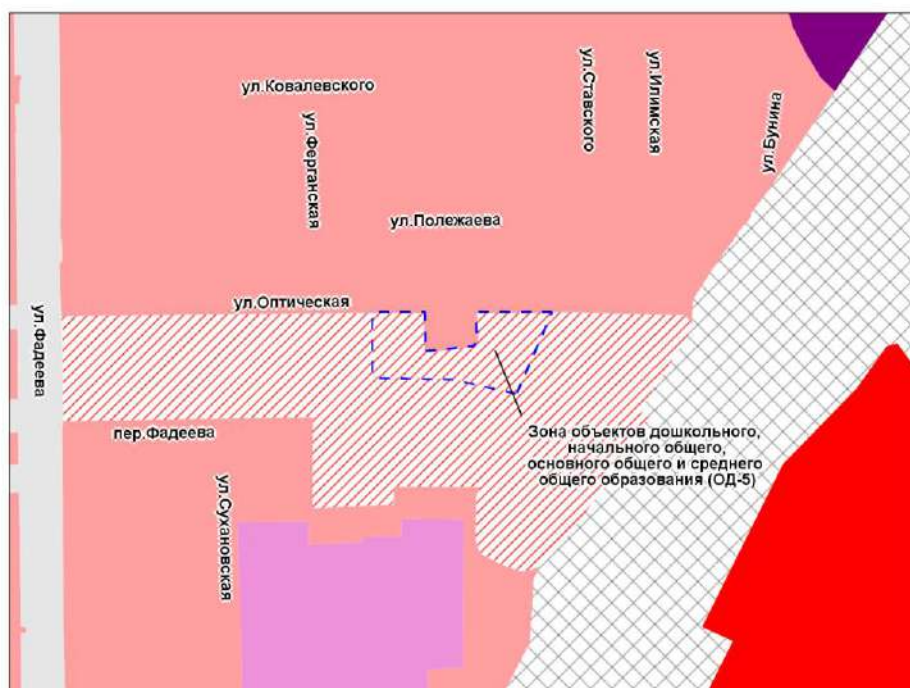 ул.Ковалевского
ул.Ферганская
ул.Ставского
ул.Илимская
ул.Бунина
ул.Полежаева
ул.Оптическая
ул.Фадеева
пер.Фадеева
Зона объектов дошкольного,
начального общего,
основного общего и среднего
общего образования (ОД-5)
ул.Сухановская